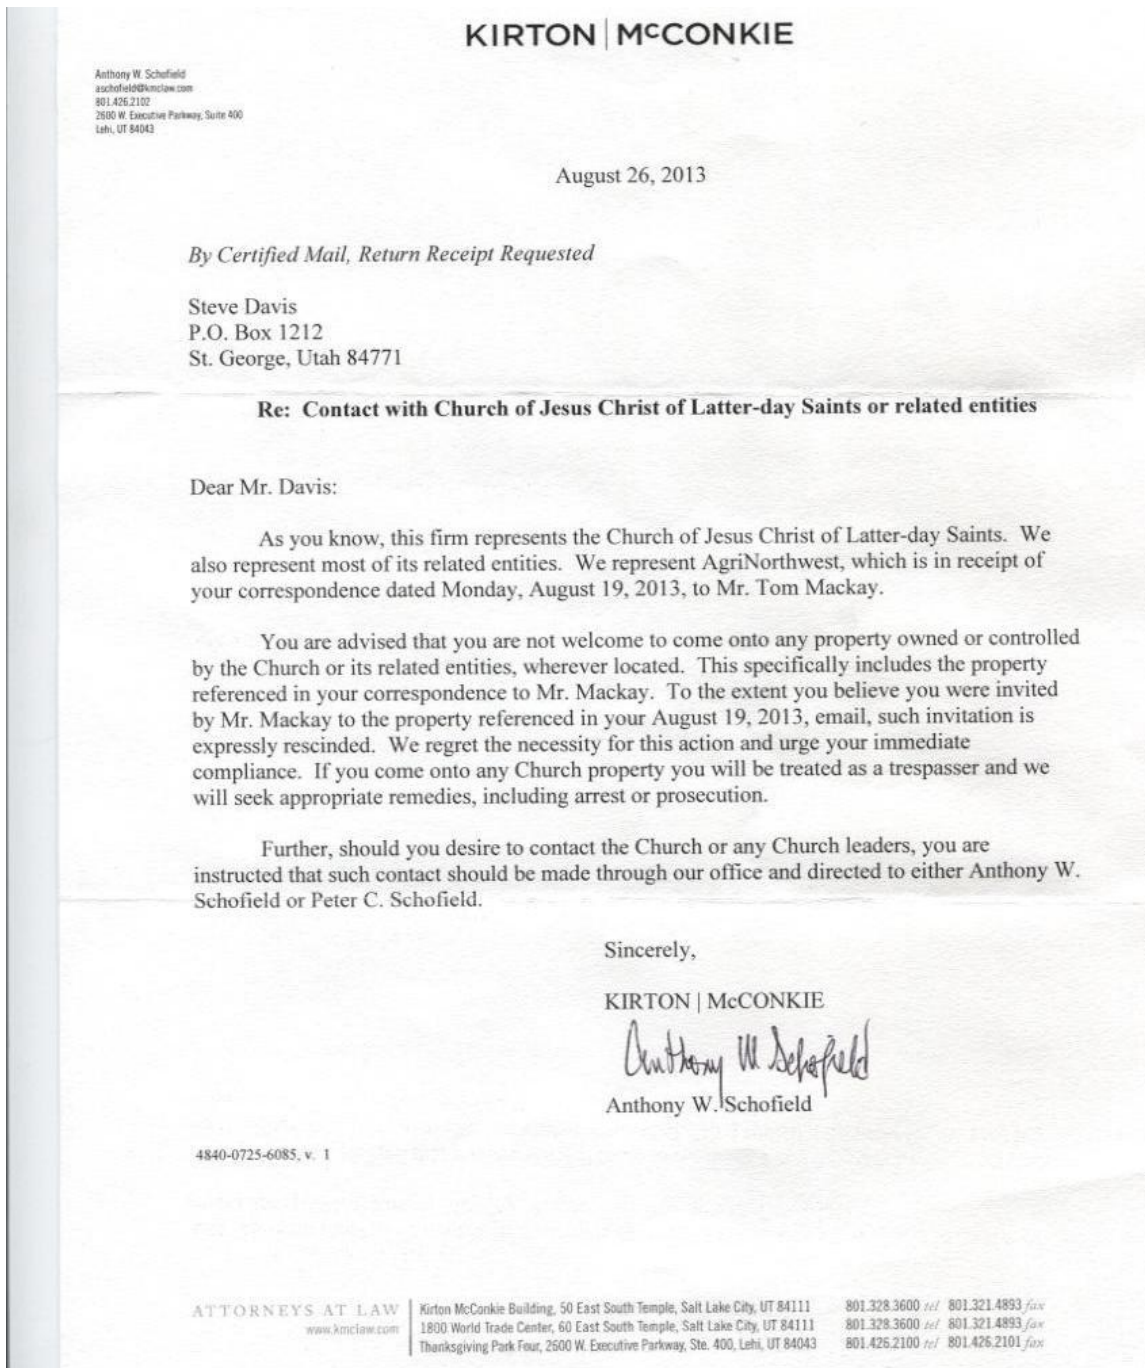 KIRTON | McCONKIE
Anthony W. Schofield
aschofield@kmclaw.com
801.426.2102
2600 W. Executive Parkway, Suite 400
Lehi, UT 84043
August 26, 2013
By Certified Mail, Return Receipt Requested
Steve Davis
P.O. Box 1212
St. George, Utah 84771
Re: Contact with Church of Jesus Christ of Latter-day Saints or related entities
Dear Mr. Davis:
As you know, this firm represents the Church of Jesus Christ of Latter-day Saints. We
also represent most of its related entities. We represent AgriNorthwest, which is in receipt of
your correspondence dated Monday, August 19, 2013, to Mr. Tom Mackay.
You are advised that you are not welcome to come onto any property owned or controlled
by the Church or its related entities, wherever located. This specifically includes the property
referenced in your correspondence to Mr. Mackay. To the extent you believe you were invited
by Mr. Mackay to the property referenced in your August 19, 2013, email, such invitation is
expressly rescinded. We regret the necessity for this action and urge your immediate
compliance. If you come onto any Church property you will be treated as a trespasser and we
will seek appropriate remedies, including arrest or prosecution.
Further, should you desire to contact the Church or any Church leaders, you are
instructed that such contact should be made through our office and directed to either Anthony W.
Schofield or Peter C. Schofield.
Sincerely,
KIRTON | McCONKIE
Anthony W Schofield
Anthony W. Schofield
4840-0725-6085, v. 1
ATTORNEYS AT LAW
www.kmclaw.com
Kirton McConkie Building, 50 East South Temple, Salt Lake City, UT 84111 801.328.3600 tel 801.321.4893 fax
1800 World Trade Center, 60 East South Temple, Salt Lake City, UT 84111 801.328.3600 tel 801.321.4893 fax
Thanksgiving Park Four, 2600 W. Executive Parkway, Ste. 400, Lehi, UT 84043 801.426.2100 tel 801.426.2101 fax